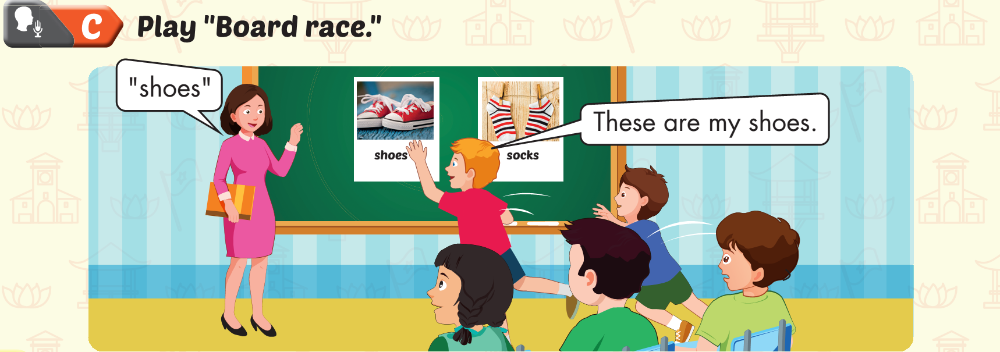 C Play "Board race."
"shoes"
These are my shoes.
shoes
socks